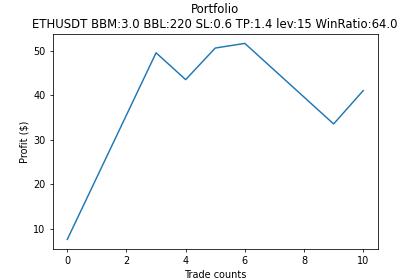 Portfolio
ETHUSDT BBM:3.0 BBL:220 SL:0.6 TP:1.4 lev:15 WinRatio:64.0
50
40
30
20
10
Profit ($)
0 2 4 6 8 10
Trade counts